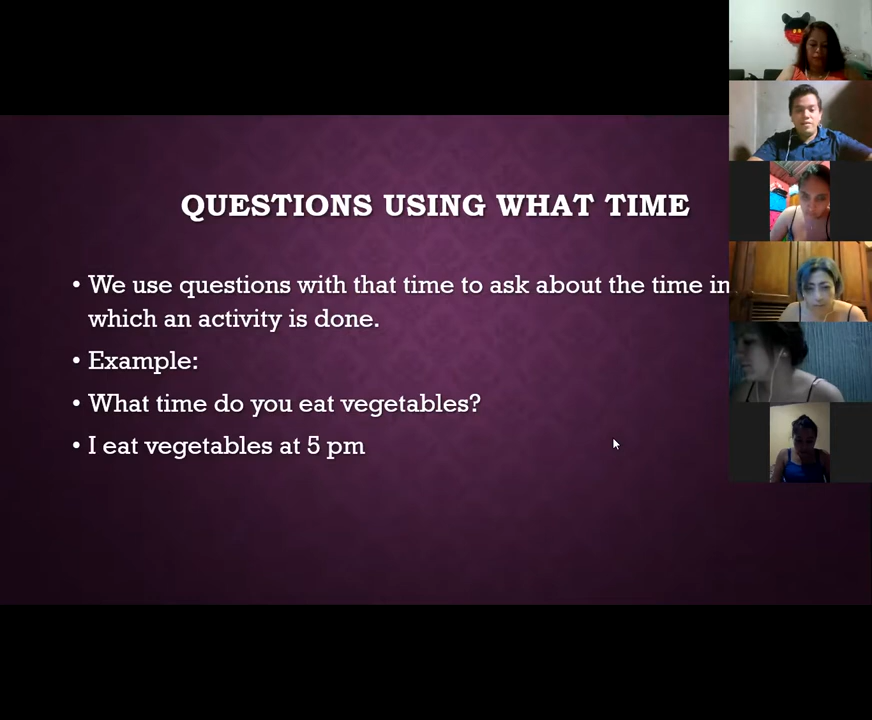 QUESTIONS USING WHAT TIME
• We use questions with that time to ask about the time in
which an activity is done.
• Example:
• What time do you eat vegetables?
• I eat vegetables at 5 pm